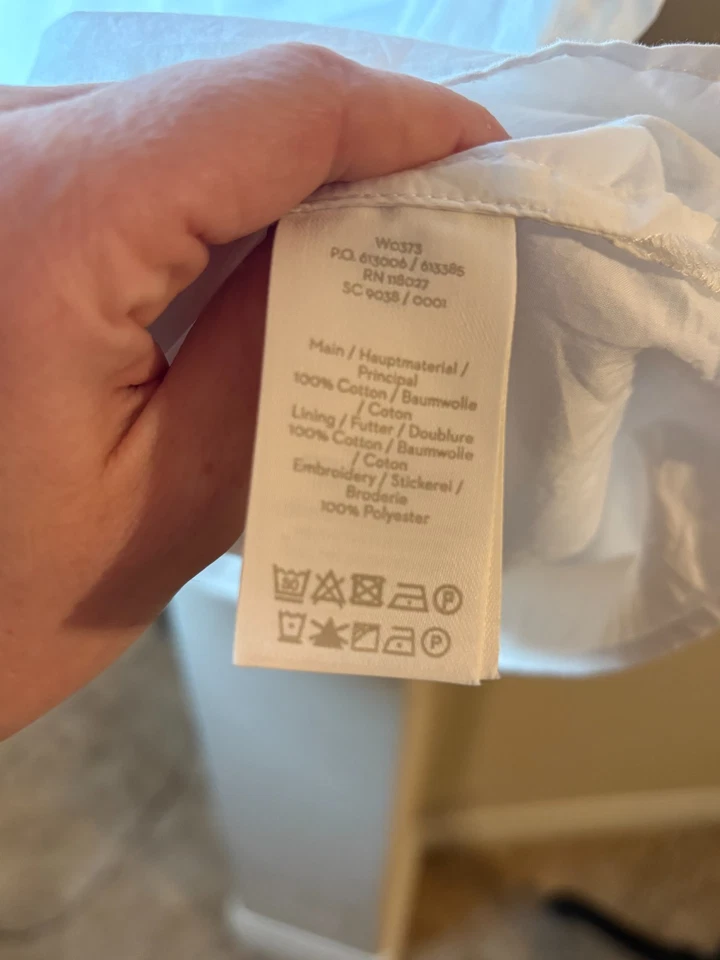 W0373
P.O. 613006 / 613385
RN 118027
SC 9038 / 0001
Main / Hauptmaterial /
Principal
100% Cotton / Baumwolle
/ Coton
Lining / Futter / Doublure
100% Cotton / Baumwolle
/ Coton
Embroidery / Stickerei /
Broderie
100% Polyester
30 P
P